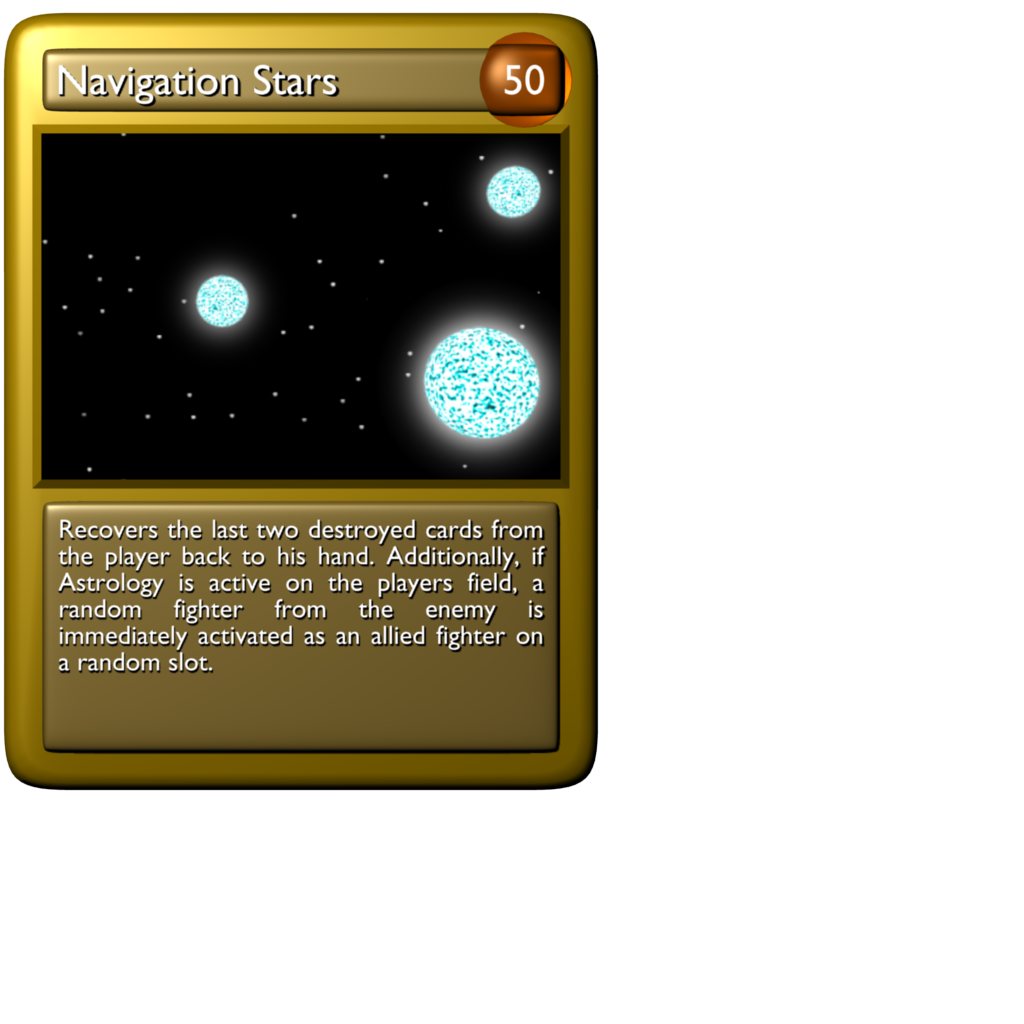 Navigation Stars
50
Recovers the last two destroyed cards from
the player back to his hand. Additionally, if
Astrology is active on the players field, a
random fighter from the enemy is
immediately activated as an allied fighter on
a random slot.